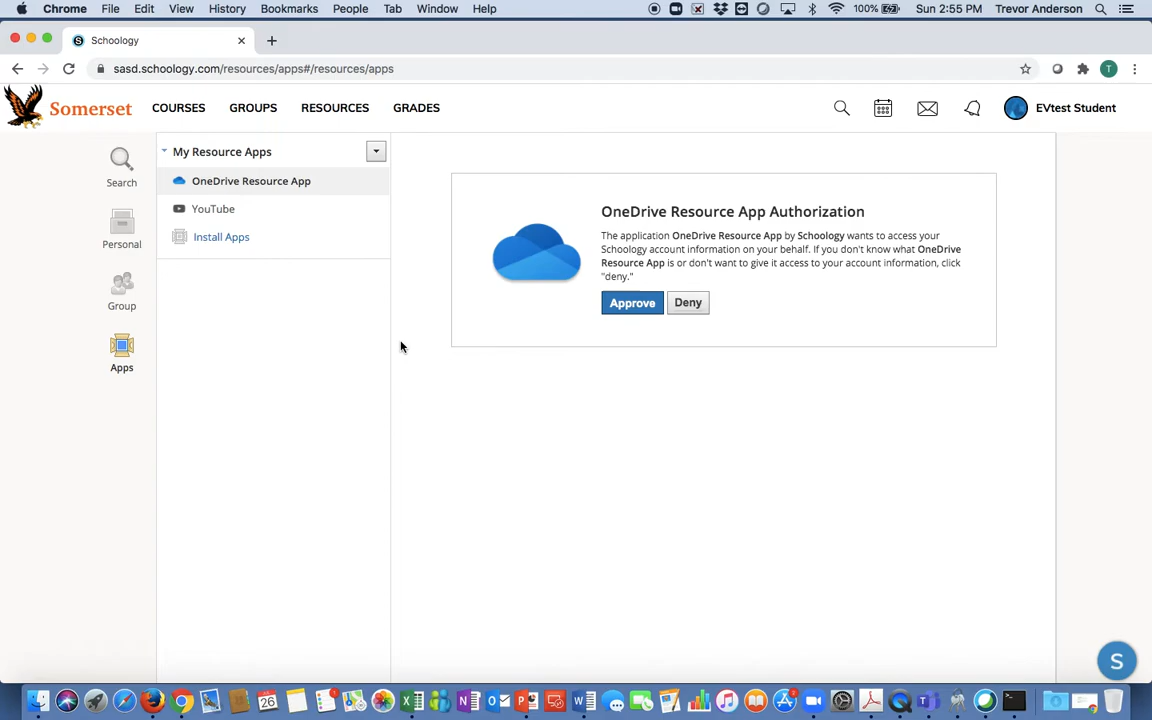 Chrome File Edit View History Bookmarks People Tab Window Help 100% Sun 2:55 PM Trevor Anderson
S Schoology
sasd.schoology.com/resources/apps#/resources/apps T
Somerset COURSES GROUPS RESOURCES GRADES EVtest Student
My Resource Apps
Search
OneDrive Resource App
YouTube
Install Apps
Personal
Group
Apps
OneDrive Resource App Authorization
The application OneDrive Resource App by Schoology wants to access your
Schoology account information on your behalf. If you don't know what OneDrive
Resource App is or don't want to give it access to your account information, click
"deny."
Approve Deny
S
26